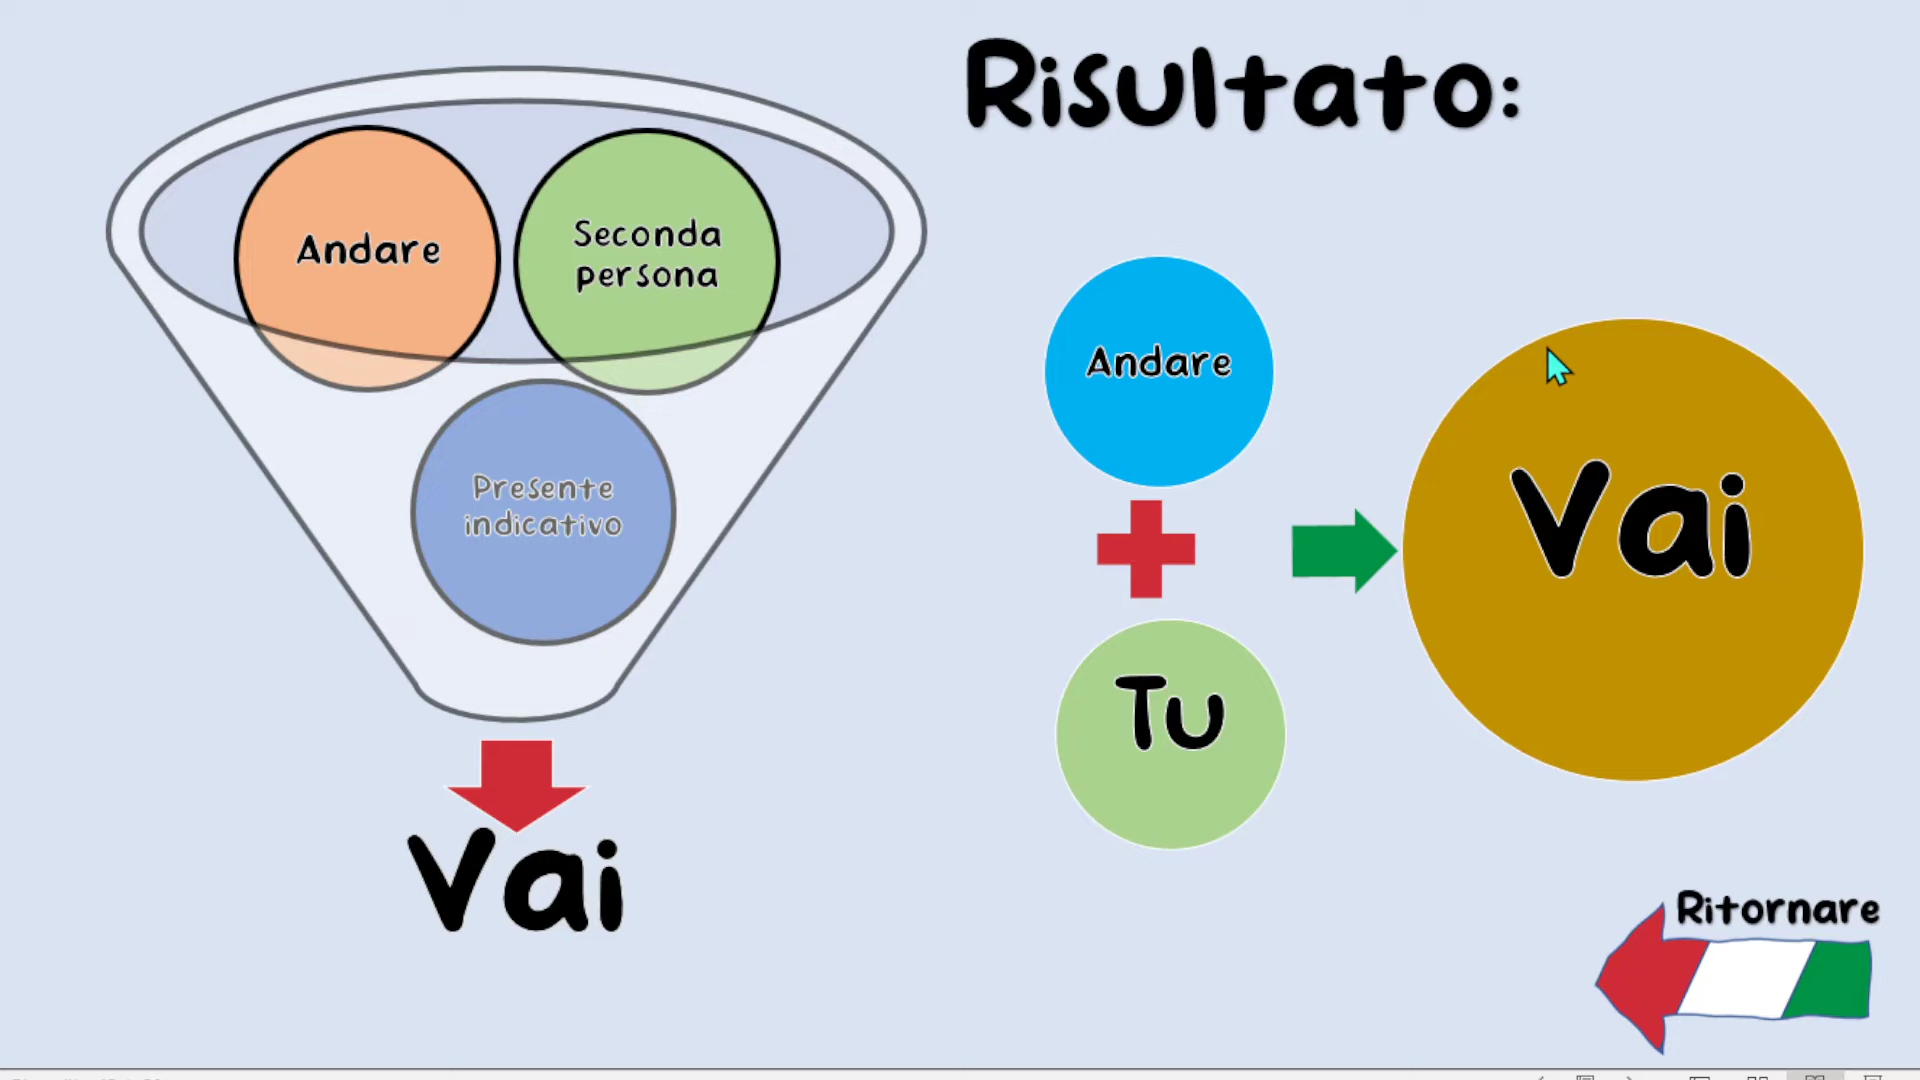 Risultato:
Andare
Seconda
persona
Presente
indicativo
Vai
Andare
Tu
Vai
Ritornare